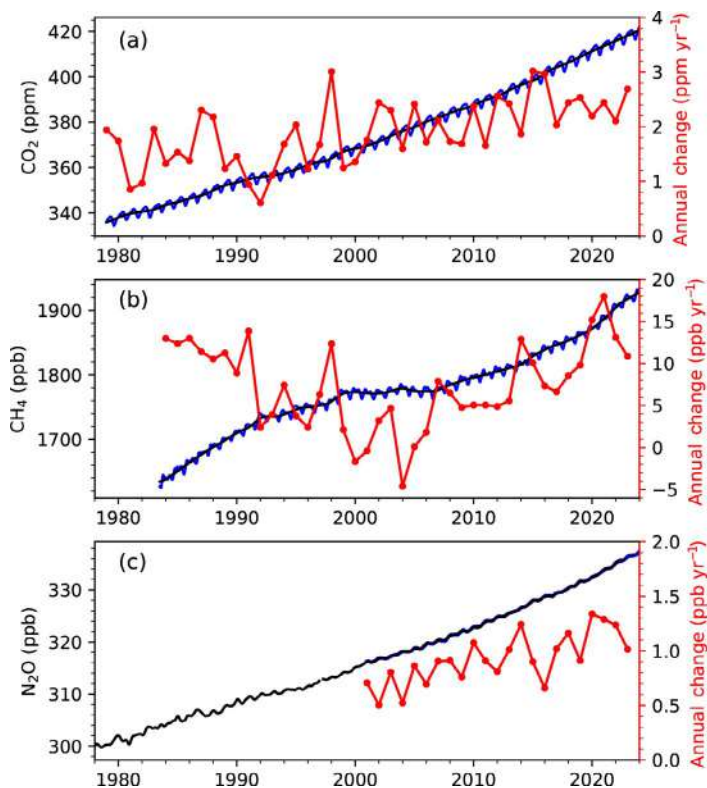 (a)
CO₂ (ppm)
420
400
380
360
340
4
3
2
1
0
Annual change (ppm yr⁻¹)
1980 1990 2000 2010 2020
(b)
CH₄ (ppb)
1900
1800
1700
20
15
10
5
0
−5
Annual change (ppb yr⁻¹)
1980 1990 2000 2010 2020
(c)
N₂O (ppb)
330
320
310
300
2.0
1.5
1.0
0.5
0.0
Annual change (ppb yr⁻¹)
1980 1990 2000 2010 2020